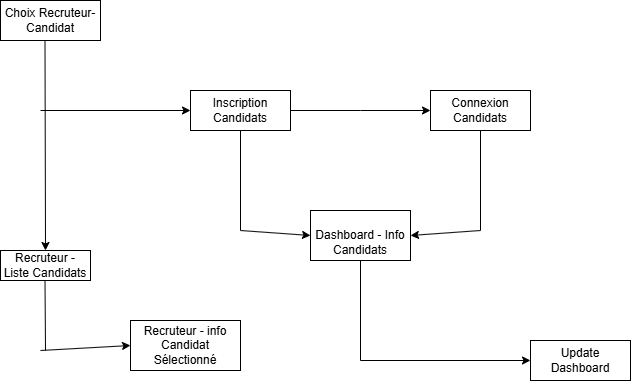 Choix Recruteur-
Candidat
Inscription
Candidats
Connexion
Candidats
Dashboard - Info
Candidats
Recruteur -
Liste Candidats
Recruteur - info
Candidat
Sélectionné
Update
Dashboard